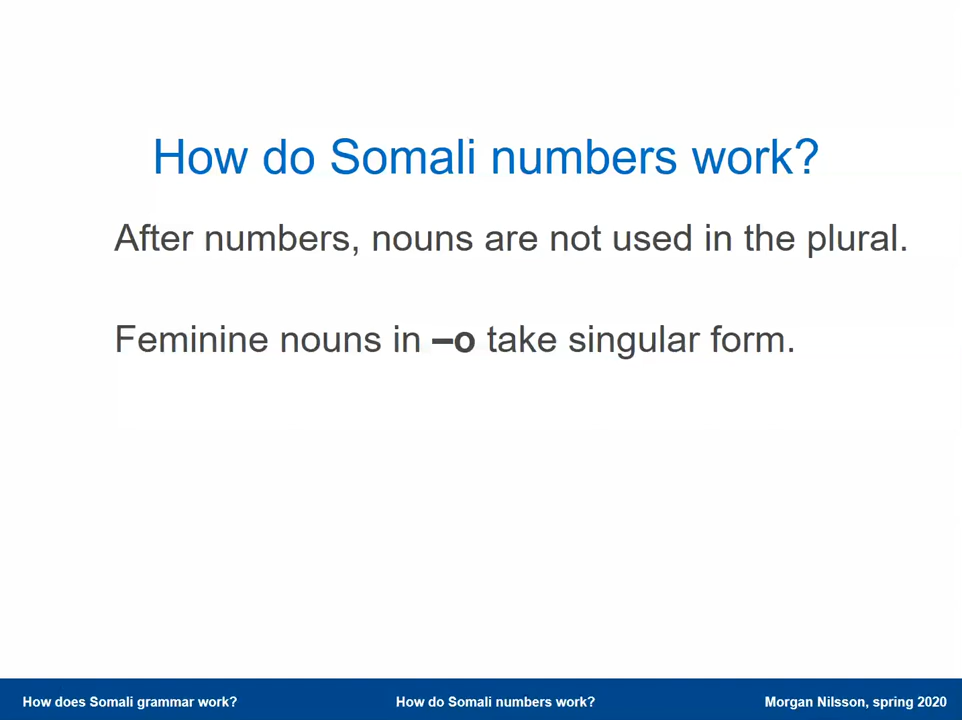 How do Somali numbers work?
After numbers, nouns are not used in the plural.
Feminine nouns in –o take singular form.
How does Somali grammar work?
How do Somali numbers work?
Morgan Nilsson, spring 2020